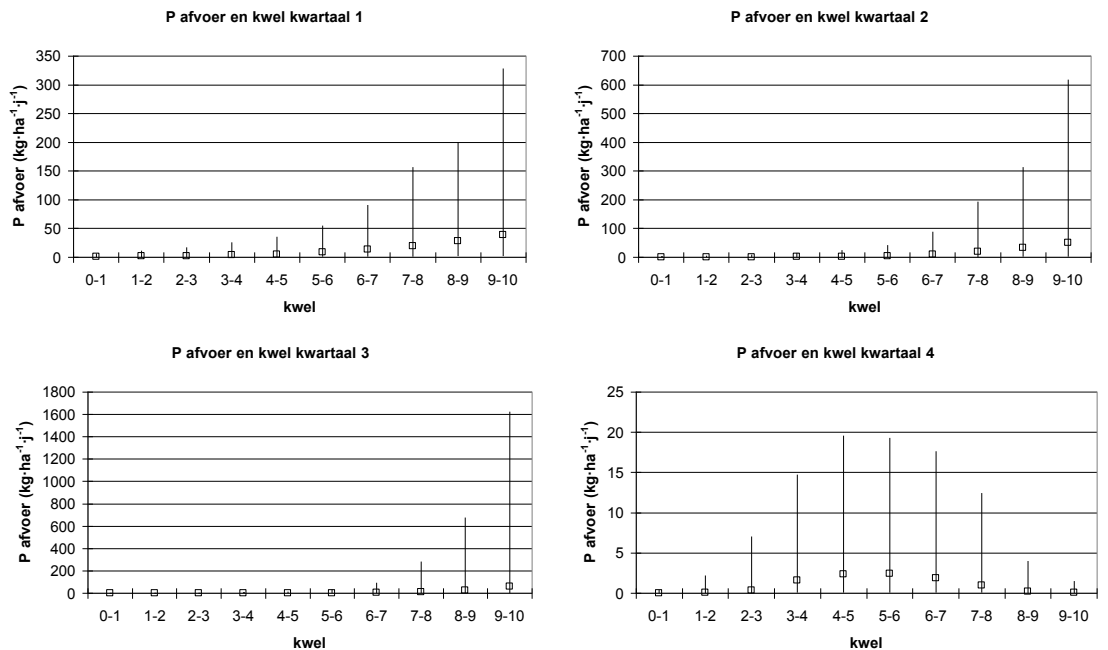 P afvoer en kwel kwartaal 1
P afvoer (kg·ha⁻¹·j⁻¹)
350
300
250
200
150
100
50
0
0-1 1-2 2-3 3-4 4-5 5-6 6-7 7-8 8-9 9-10
kwel
P afvoer en kwel kwartaal 2
P afvoer (kg·ha⁻¹·j⁻¹)
700
600
500
400
300
200
100
0
0-1 1-2 2-3 3-4 4-5 5-6 6-7 7-8 8-9 9-10
kwel
P afvoer en kwel kwartaal 3
P afvoer (kg·ha⁻¹·j⁻¹)
1800
1600
1400
1200
1000
800
600
400
200
0
0-1 1-2 2-3 3-4 4-5 5-6 6-7 7-8 8-9 9-10
kwel
P afvoer en kwel kwartaal 4
P afvoer (kg·ha⁻¹·j⁻¹)
25
20
15
10
5
0
0-1 1-2 2-3 3-4 4-5 5-6 6-7 7-8 8-9 9-10
kwel